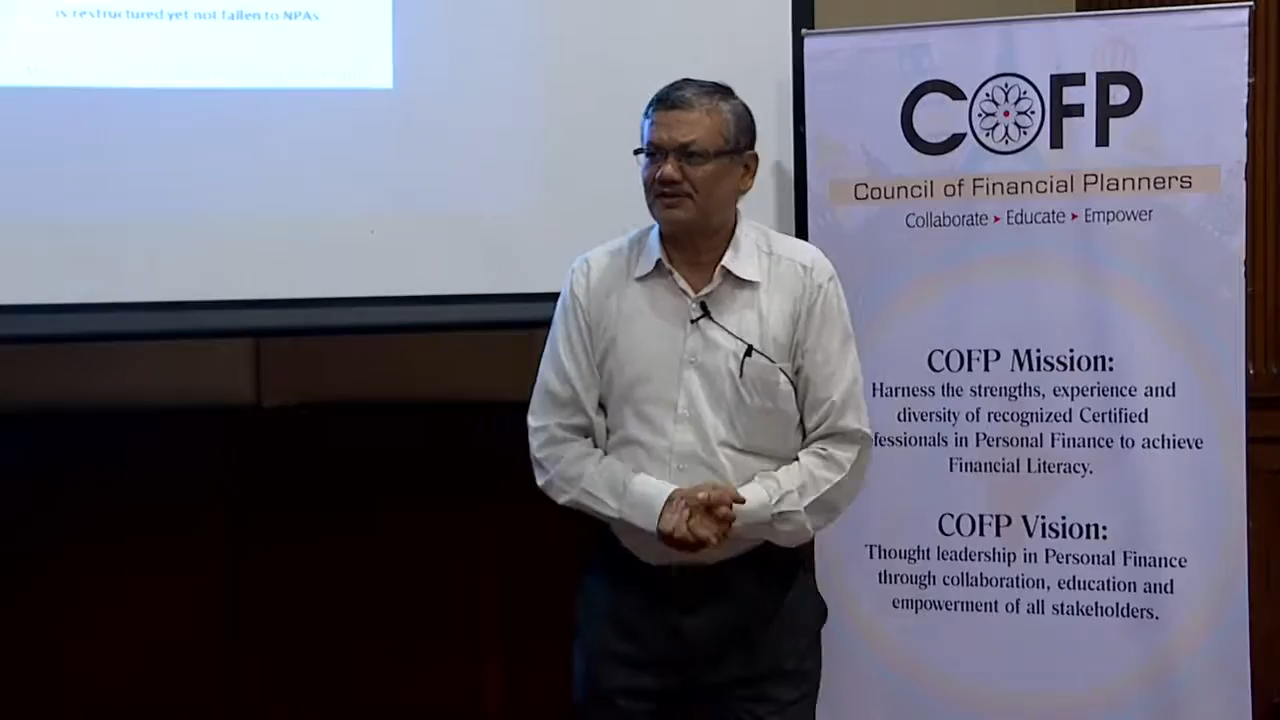 is restructured yet not fallen to NPAs
COFP
Council of Financial Planners
Collaborate ➤ Educate ➤ Empower
COFP Mission:
Harness the strengths, experience and
diversity of recognized Certified
fessionals in Personal Finance to achieve
Financial Literacy.
COFP Vision:
Thought leadership in Personal Finance
through collaboration, education and
empowerment of all stakeholders.